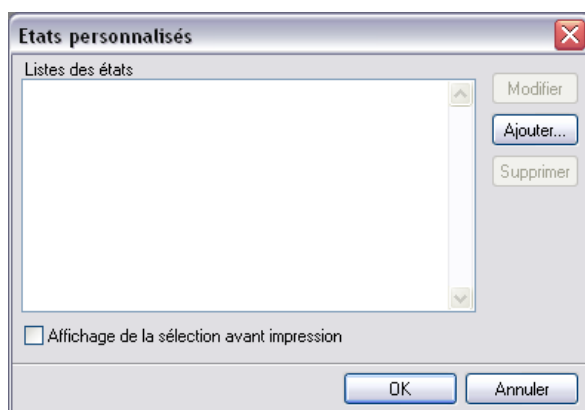 Etats personnalisés
Listes des états
Modifier
Ajouter...
Supprimer
Affichage de la sélection avant impression
OK
Annuler